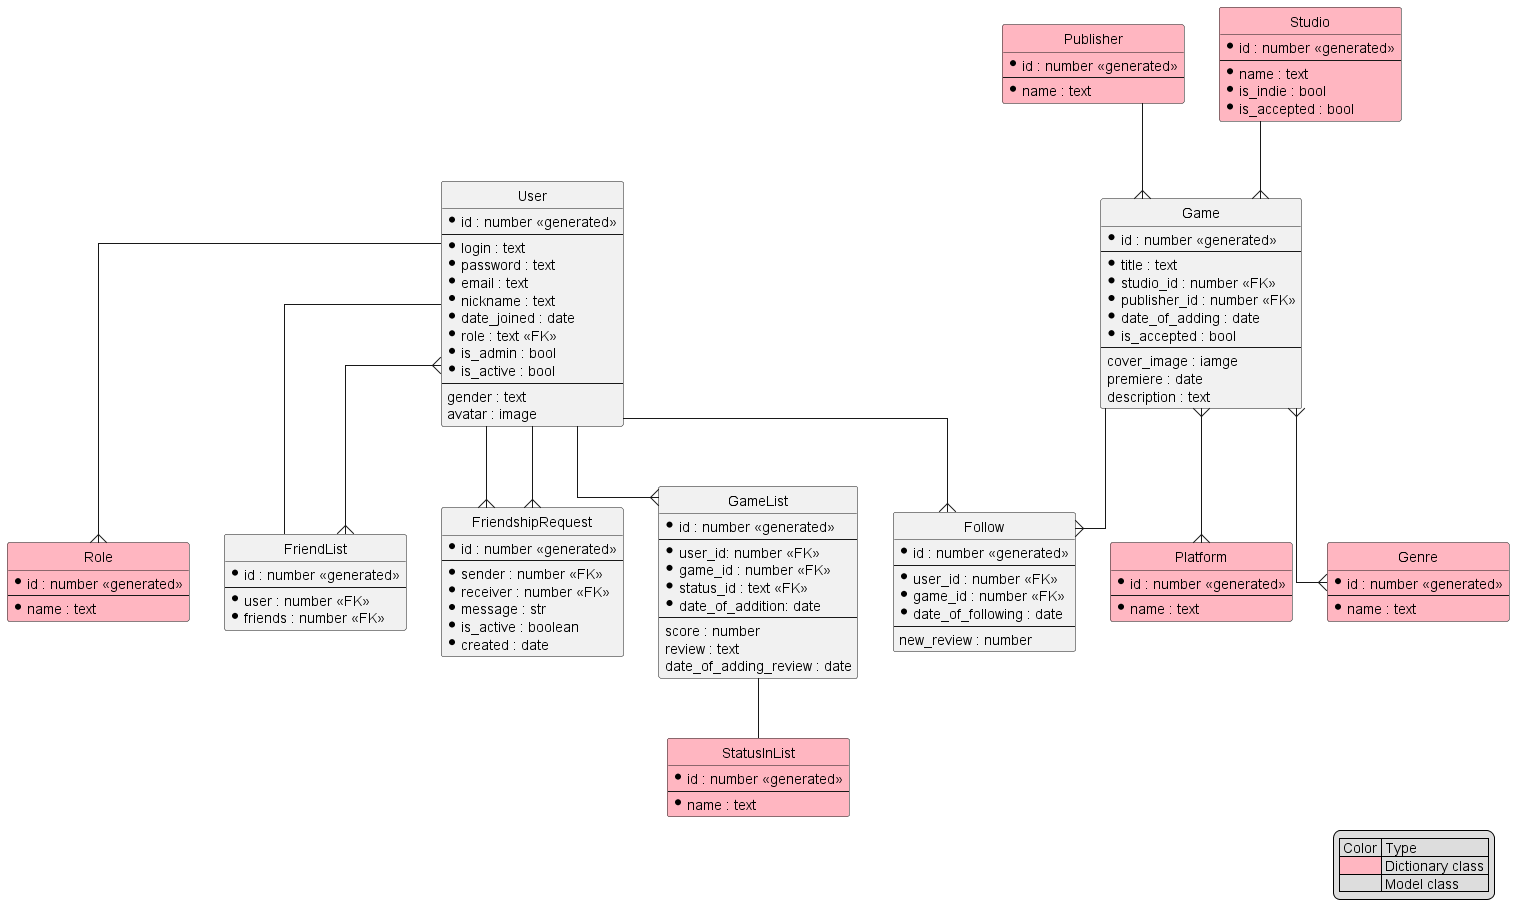 Publisher
id : number «generated»
name : text
Studio
id : number «generated»
name : text
is_indie : bool
is_accepted : bool
User
id : number «generated»
login : text
password : text
email : text
nickname : text
date_joined : date
role : text «FK»
is_admin : bool
is_active : bool
gender : text
avatar : image
Game
id : number «generated»
title : text
studio_id : number «FK»
publisher_id : number «FK»
date_of_adding : date
is_accepted : bool
cover_image : iamge
premiere : date
description : text
Role
id : number «generated»
name : text
FriendList
id : number «generated»
user : number «FK»
friends : number «FK»
FriendshipRequest
id : number «generated»
sender : number «FK»
receiver : number «FK»
message : str
is_active : boolean
created : date
GameList
id : number «generated»
user_id: number «FK»
game_id : number «FK»
status_id : text «FK»
date_of_addition: date
score : number
review : text
date_of_adding_review : date
Follow
id : number «generated»
user_id : number «FK»
game_id : number «FK»
date_of_following : date
new_review : number
Platform
id : number «generated»
name : text
Genre
id : number «generated»
name : text
StatusInList
id : number «generated»
name : text
Color Type
Dictionary class
Model class